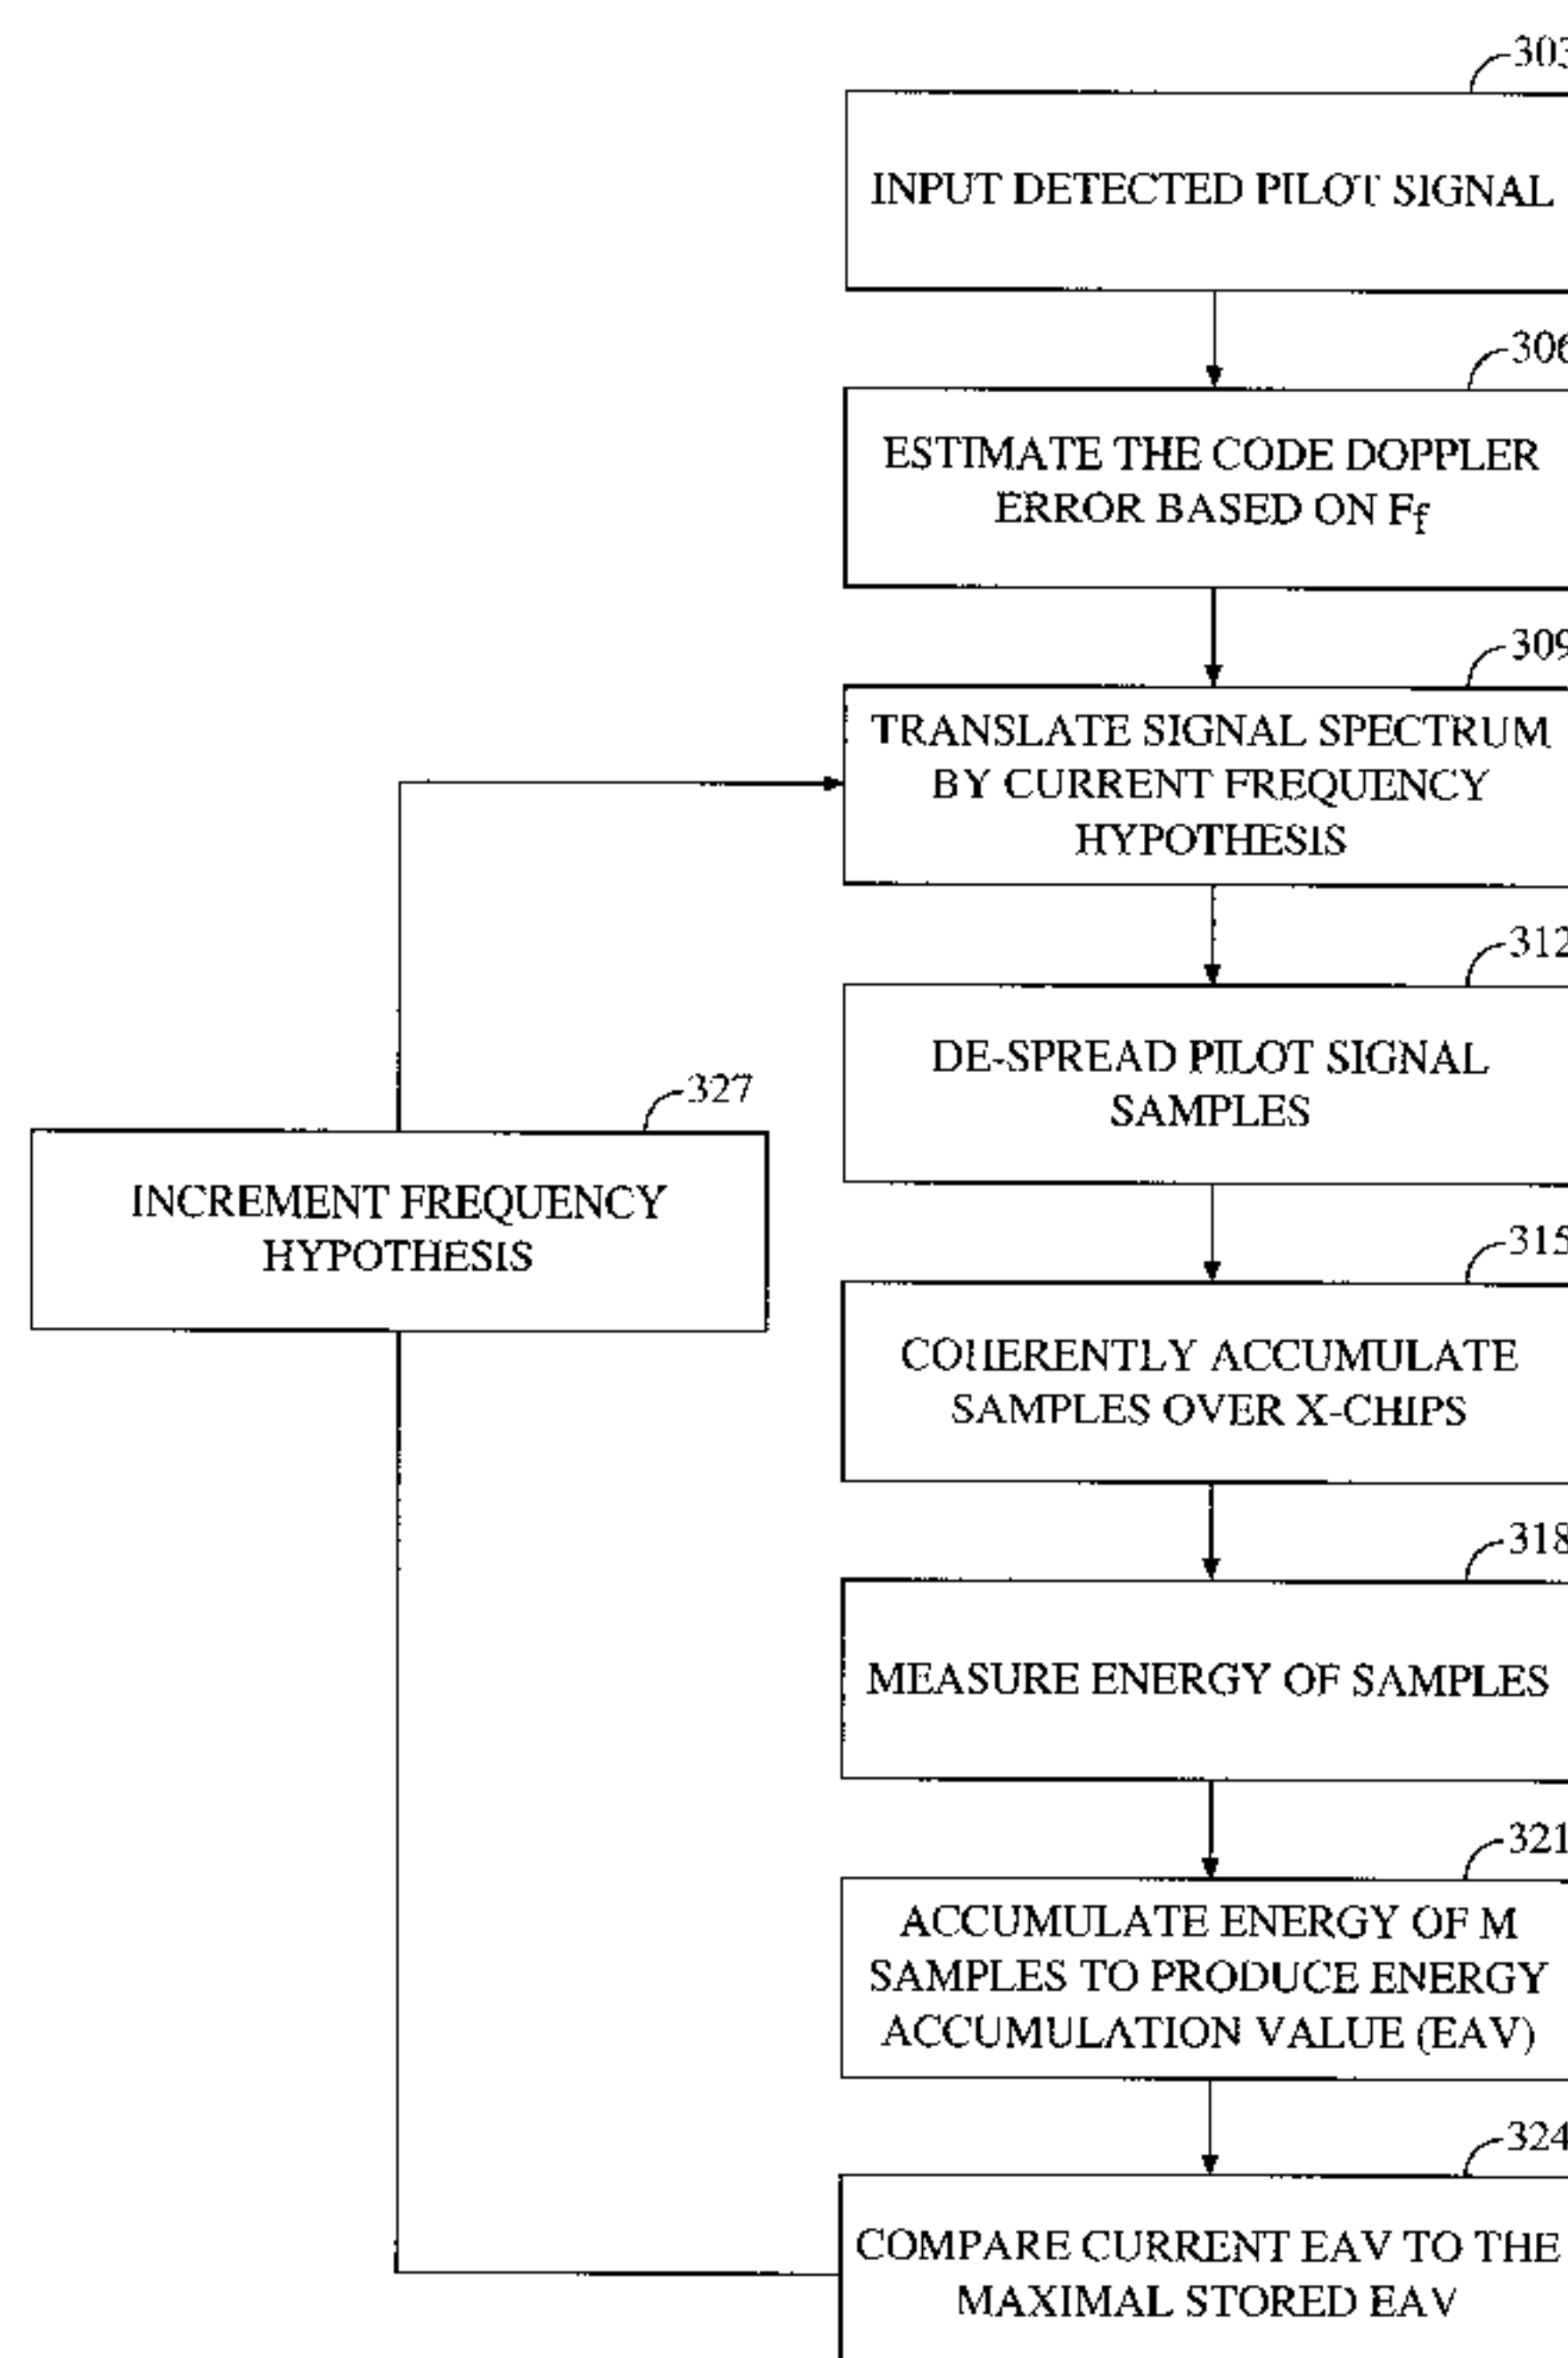 303
INPUT DETECTED PILOT SIGNAL
306
ESTIMATE THE CODE DOPPLER
ERROR BASED ON Ff
309
TRANSLATE SIGNAL SPECTRUM
BY CURRENT FREQUENCY
HYPOTHESIS
312
DE-SPREAD PILOT SIGNAL
SAMPLES
327
INCREMENT FREQUENCY
HYPOTHESIS
315
COHERENTLY ACCUMULATE
SAMPLES OVER X-CHIPS
318
MEASURE ENERGY OF SAMPLES
321
ACCUMULATE ENERGY OF M
SAMPLES TO PRODUCE ENERGY
ACCUMULATION VALUE (EAV)
324
COMPARE CURRENT EAV TO THE
MAXIMAL STORED EAV